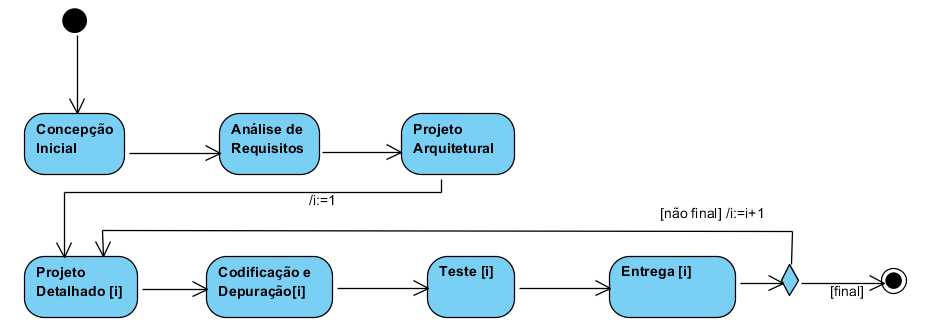 Concepção
Inicial
Análise de
Requisitos
Projeto
Arquitetural
/i:=1
[não final] /i:=i+1
Projeto
Detalhado [i]
Codificação e
Depuração[i]
Teste [i]
Entrega [i]
[final]